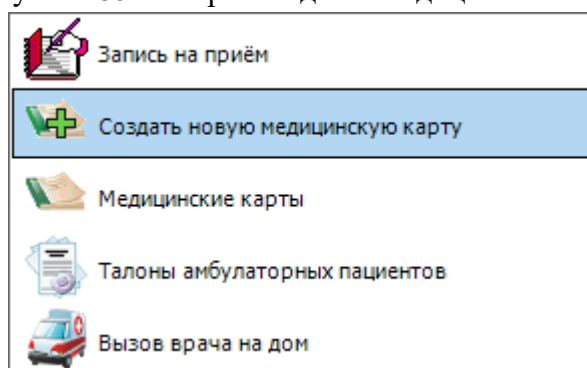 Запись на приём
Создать новую медицинскую карту
Медицинские карты
Талоны амбулаторных пациентов
Вызов врача на дом